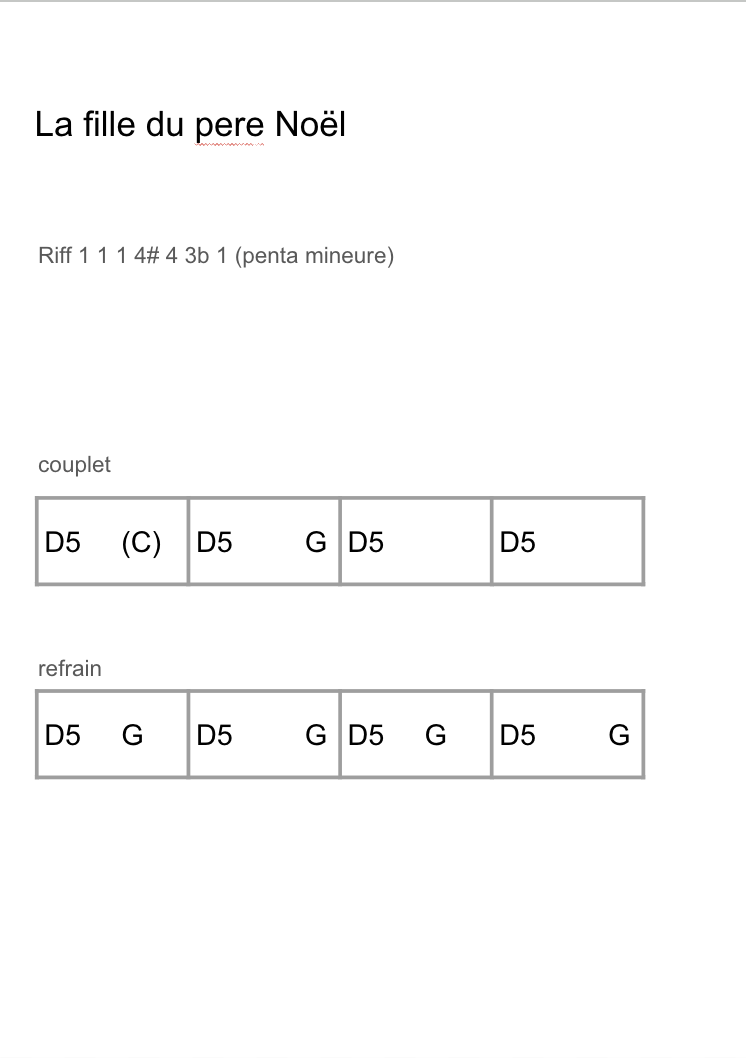 La fille du pere Noël
Riff 1 1 1 4# 4 3b 1 (penta mineure)
couplet
D5 (C) D5 G D5 D5
refrain
D5 G D5 G D5 G D5 G